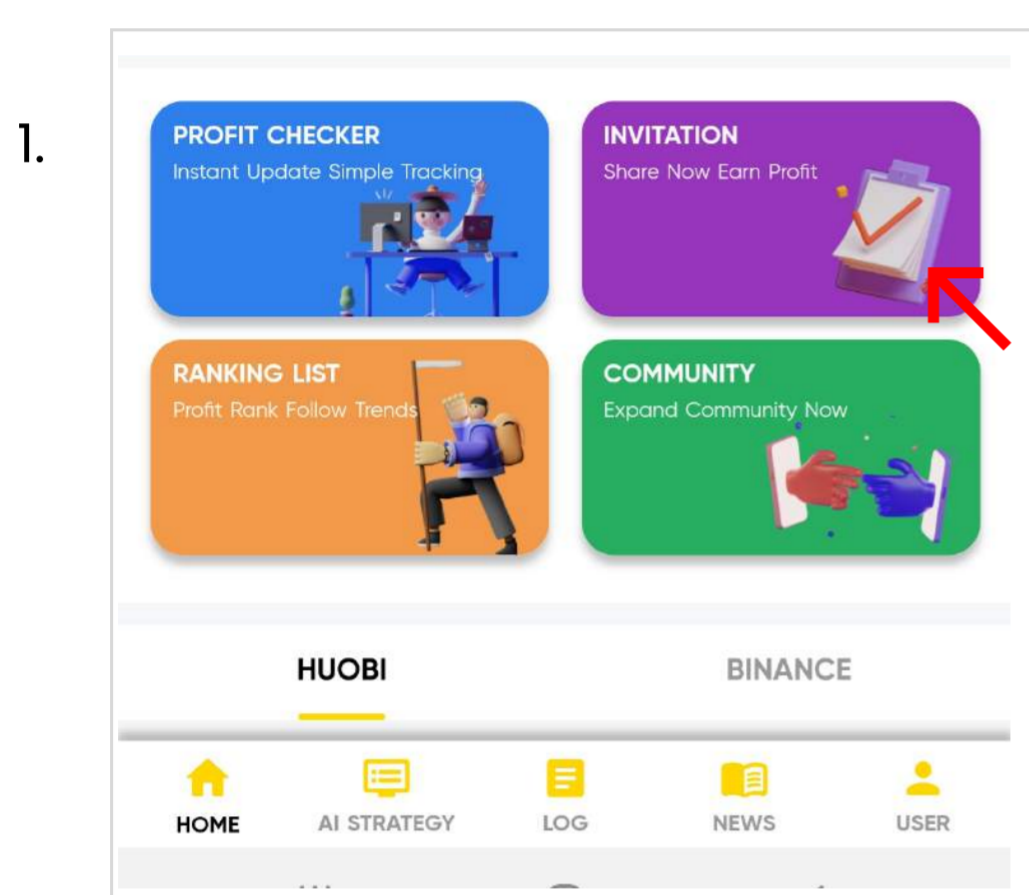 1.
PROFIT CHECKER
Instant Update Simple Tracking
INVITATION
Share Now Earn Profit
RANKING LIST
Profit Rank Follow Trends
COMMUNITY
Expand Community Now
HUOBI
BINANCE
HOME
AI STRATEGY
LOG
NEWS
USER